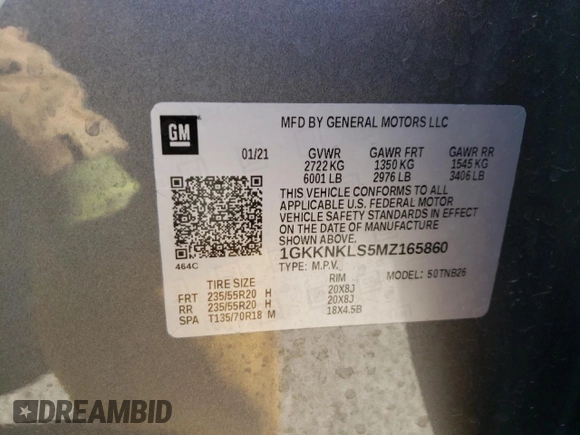 GM
MFD BY GENERAL MOTORS LLC
01/21 GVWR GAWR FRT GAWR RR
2722 KG 1350 KG 1545 KG
6001 LB 2976 LB 3406 LB
THIS VEHICLE CONFORMS TO ALL
APPLICABLE U.S. FEDERAL MOTOR
VEHICLE SAFETY STANDARDS IN EFFECT
ON THE DATE OF MANUFACTURE
SHOWN ABOVE.
1GKKNKLS5MZ165860
464C
TYPE: M.P.V. MODEL: 50TNB26
TIRE SIZE RIM
FRT 235/55R20 H 20X8J
RR 235/55R20 H 20X8J
SPA T135/70R18 M 18X4.5B
DREAMBID